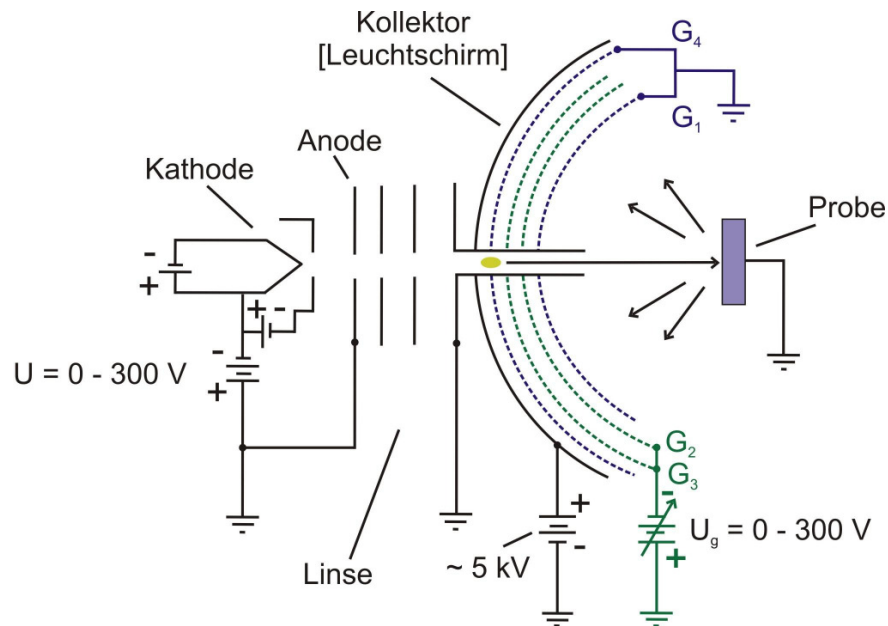 Kollektor
[Leuchtschirm]
G4
G1
Anode
Kathode
Probe
-
+
+ -
-
+
U = 0 - 300 V
G2
G3
-
+
Ug = 0 - 300 V
+
-
~ 5 kV
Linse